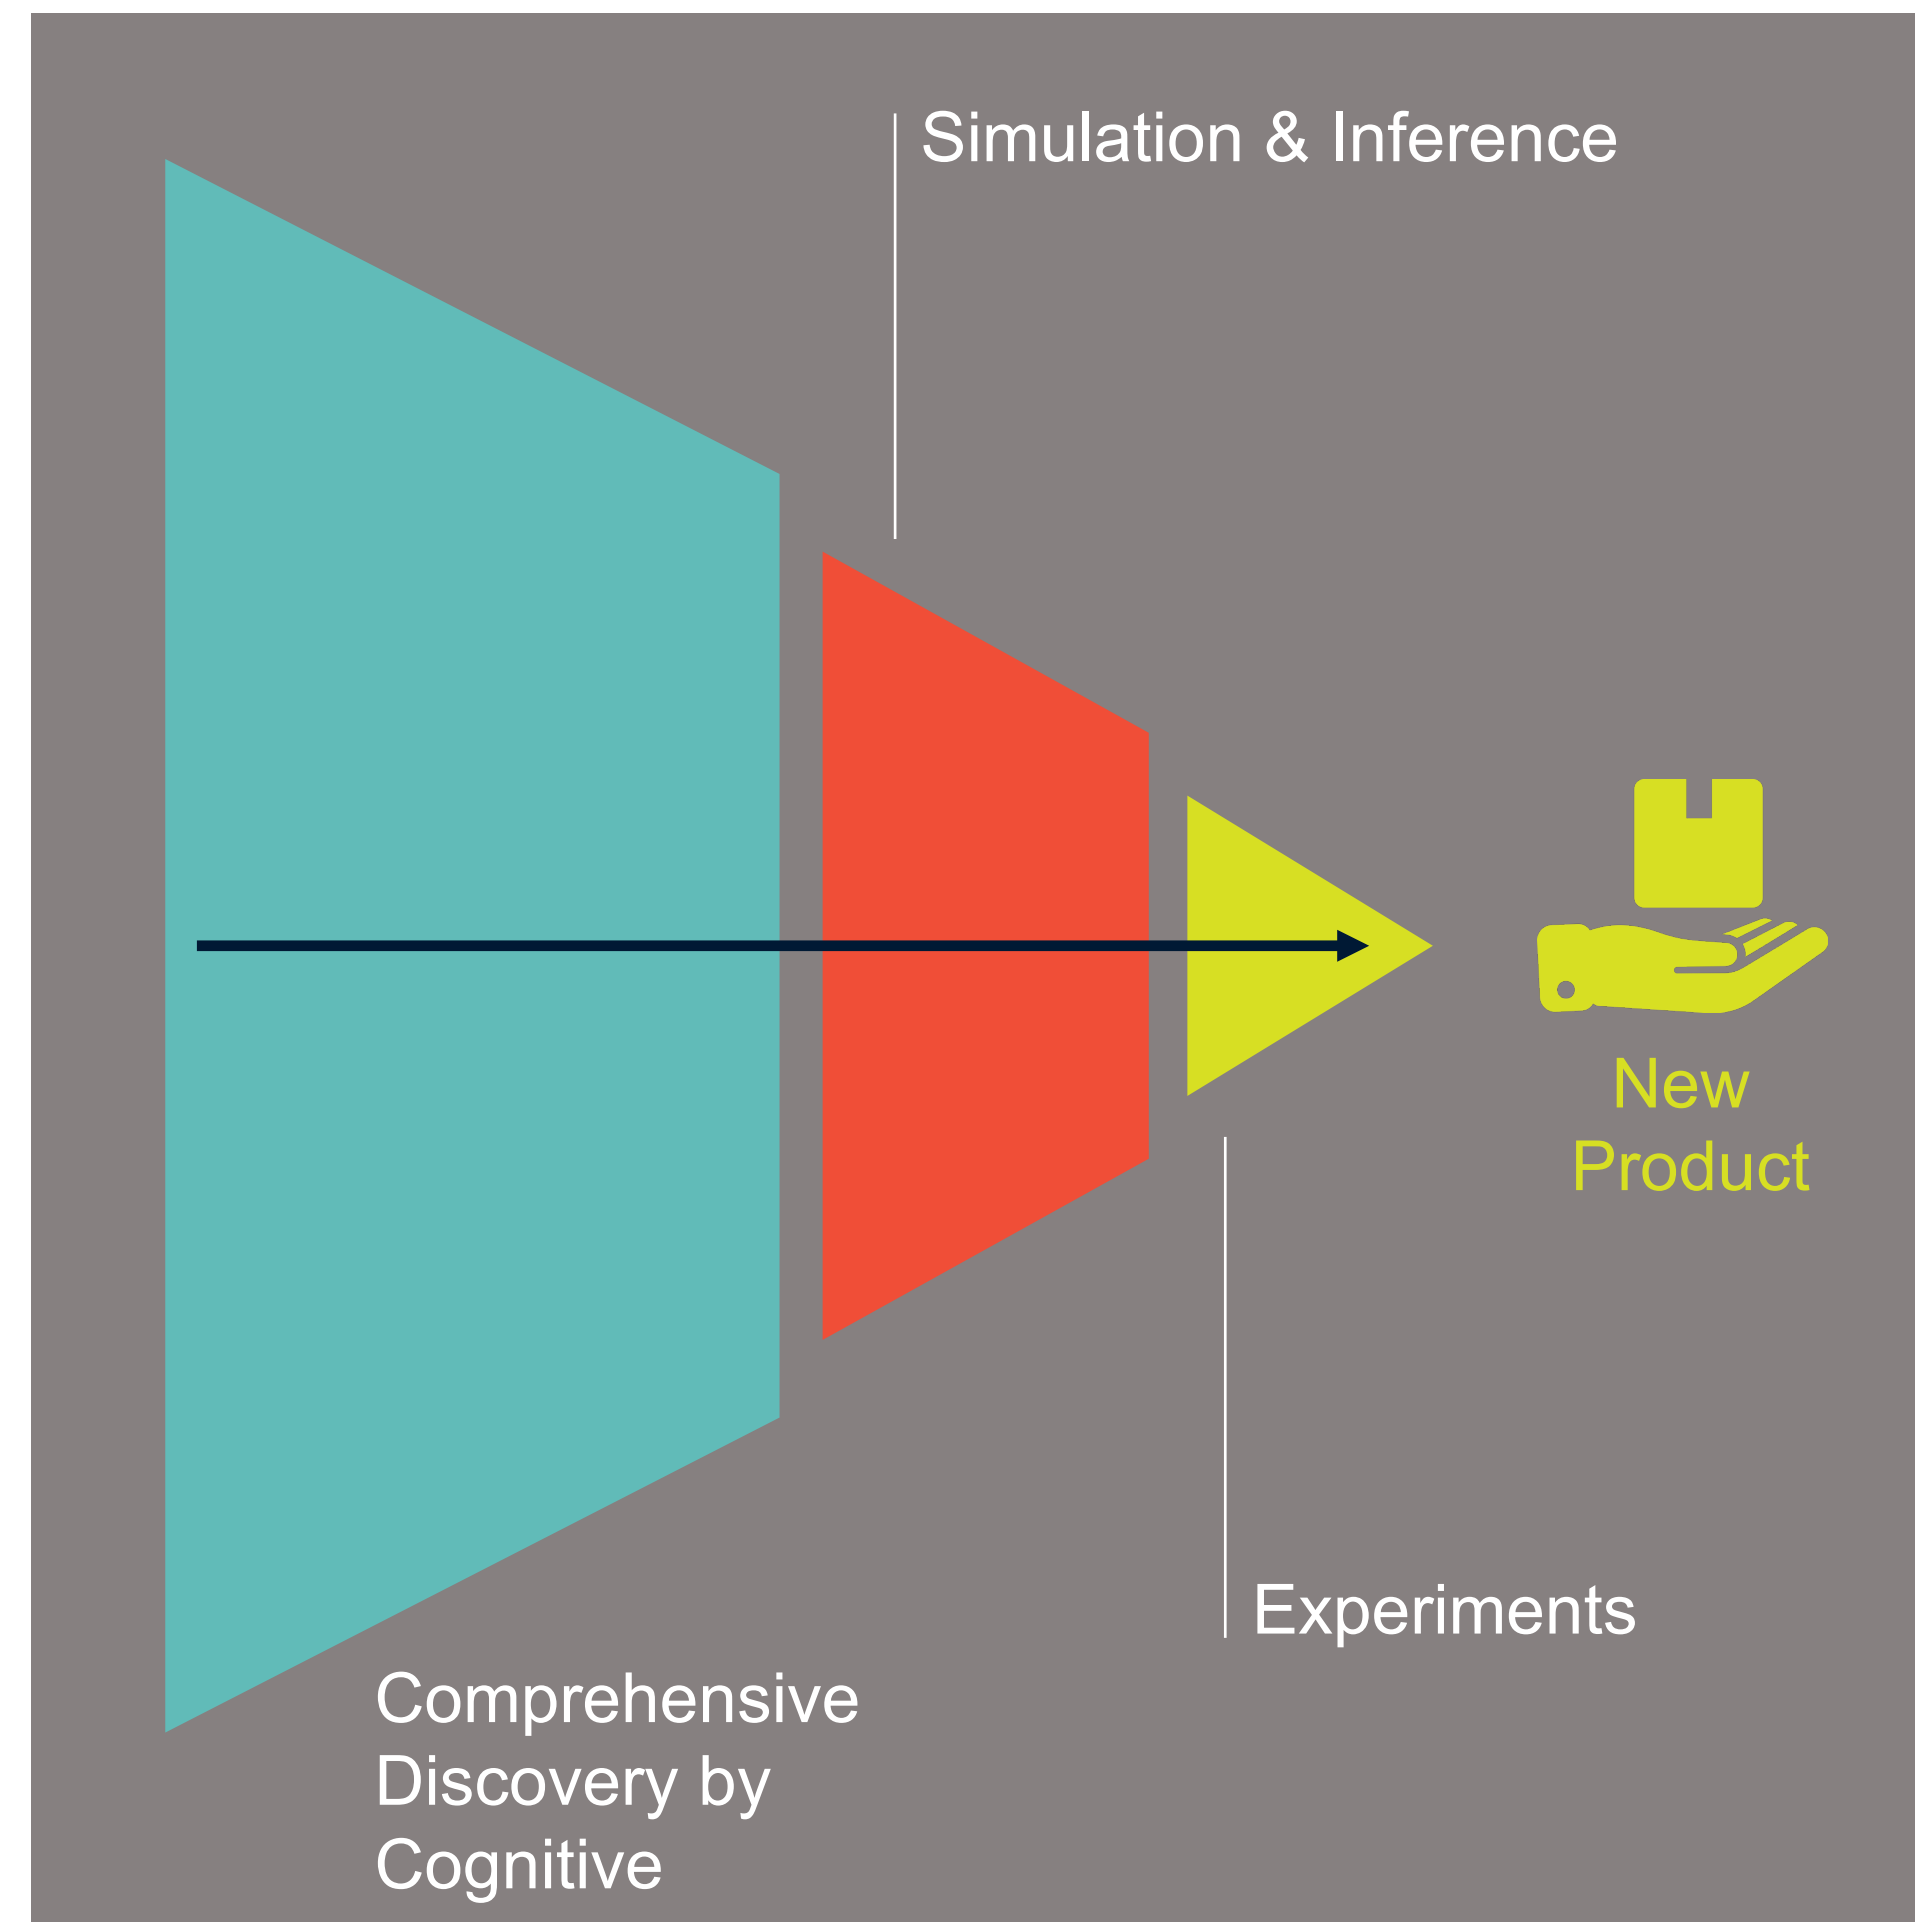 Simulation & Inference
New
Product
Experiments
Comprehensive
Discovery by
Cognitive